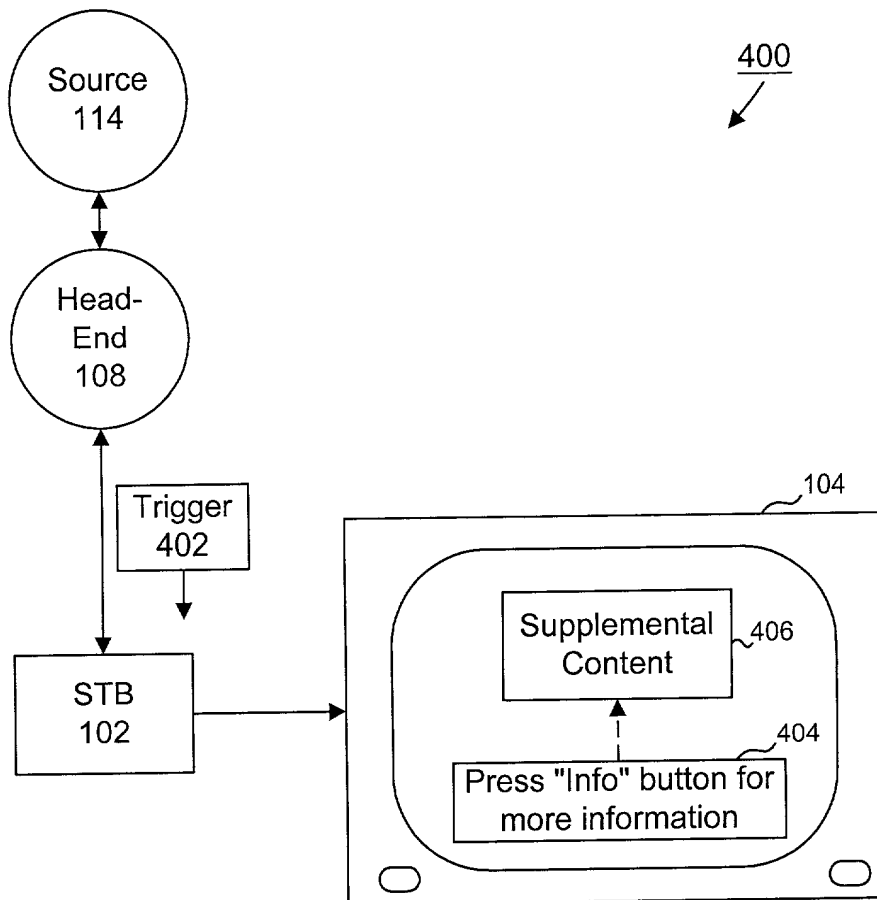 Source
114
400
Head-
End
108
Trigger
402
104
Supplemental
Content
406
STB
102
404
Press "Info" button for
more information